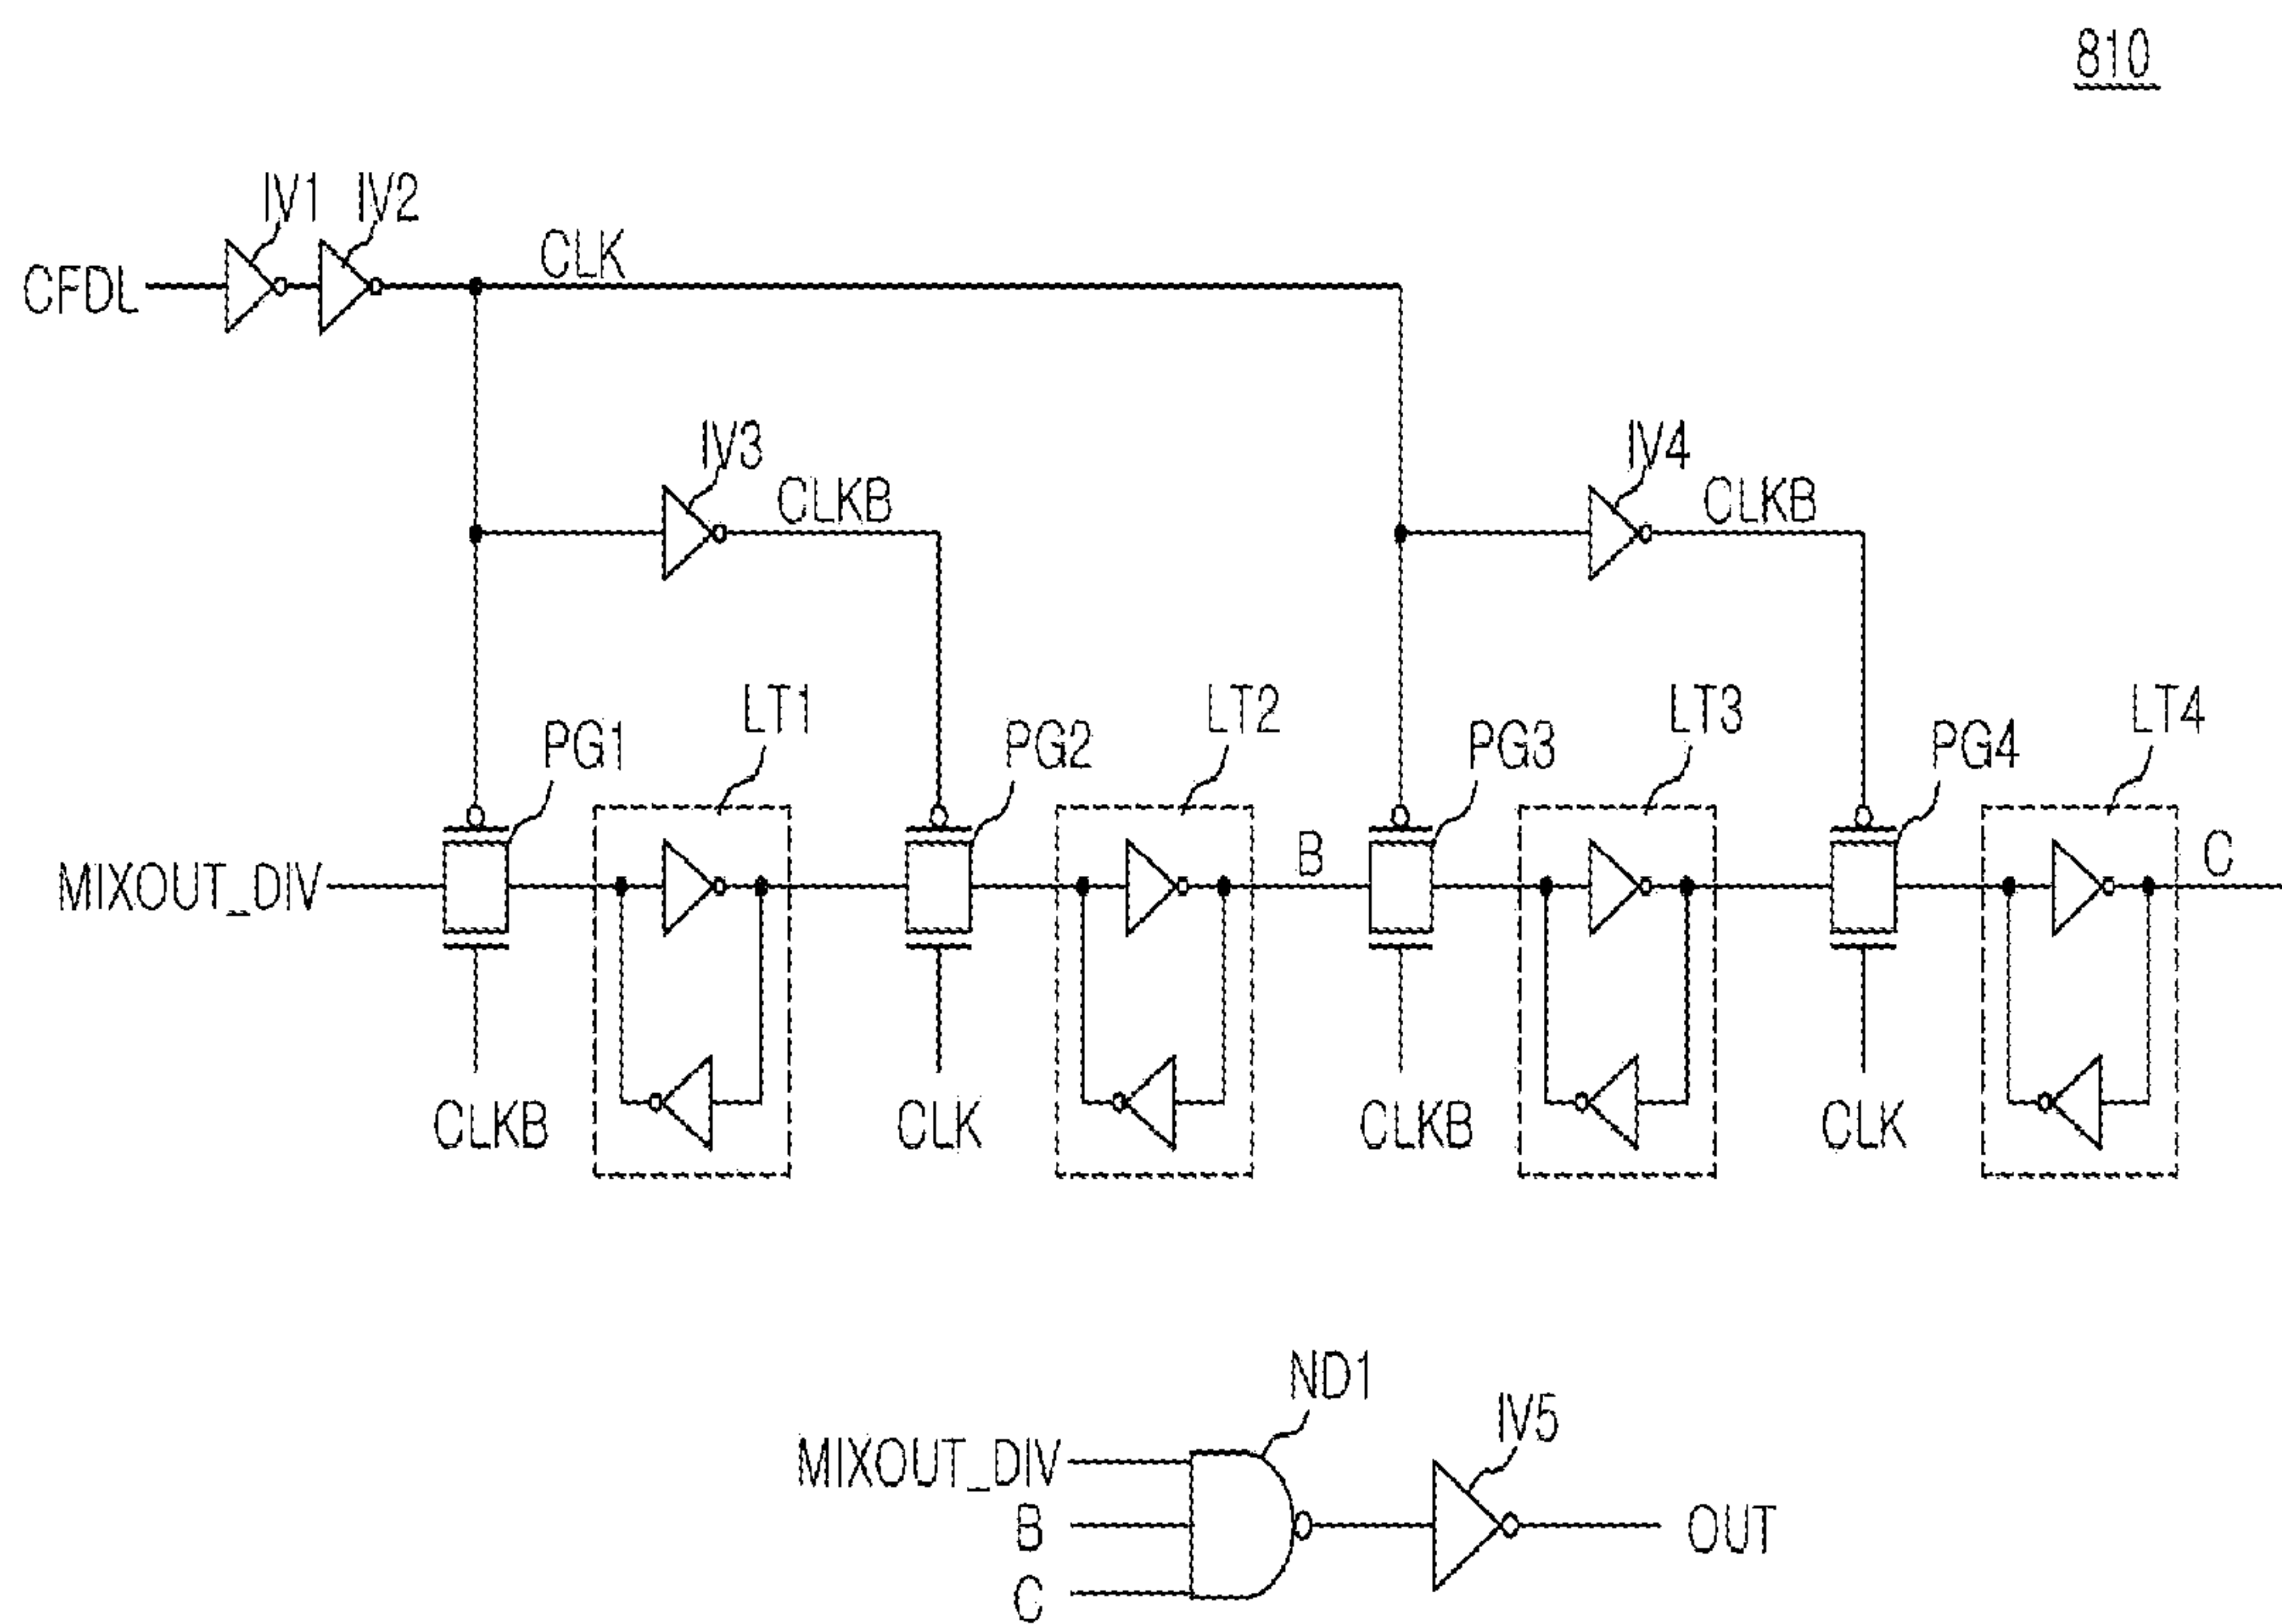 810
IV1 IV2
CFDL CLK
IV3 CLKB IV4 CLKB
PG1 LT1 PG2 LT2 PG3 LT3 PG4 LT4
MIXOUT_DIV B C
CLKB CLK CLKB CLK
ND1
IV5
MIXOUT_DIV
B OUT
C